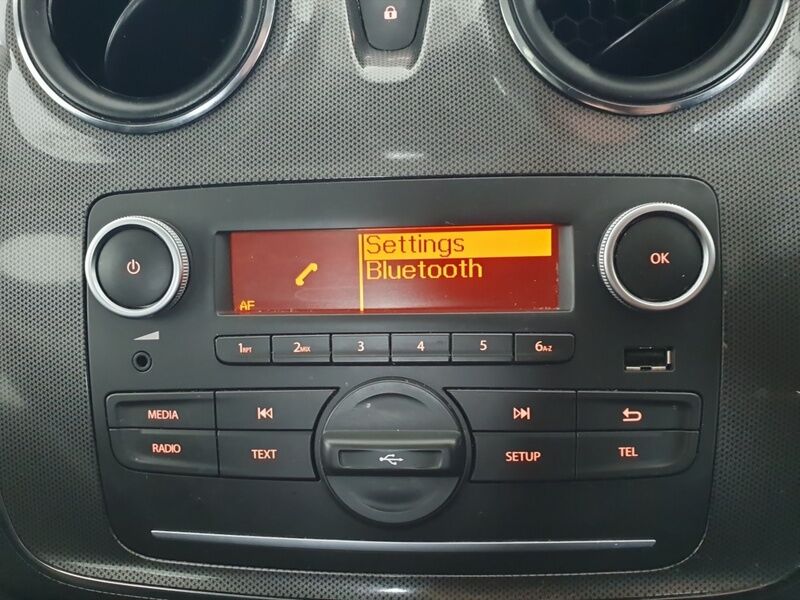 Settings
Bluetooth
AF
OK
1RPT 2MIX 3 4 5 6A-Z
MEDIA
RADIO TEXT SETUP TEL